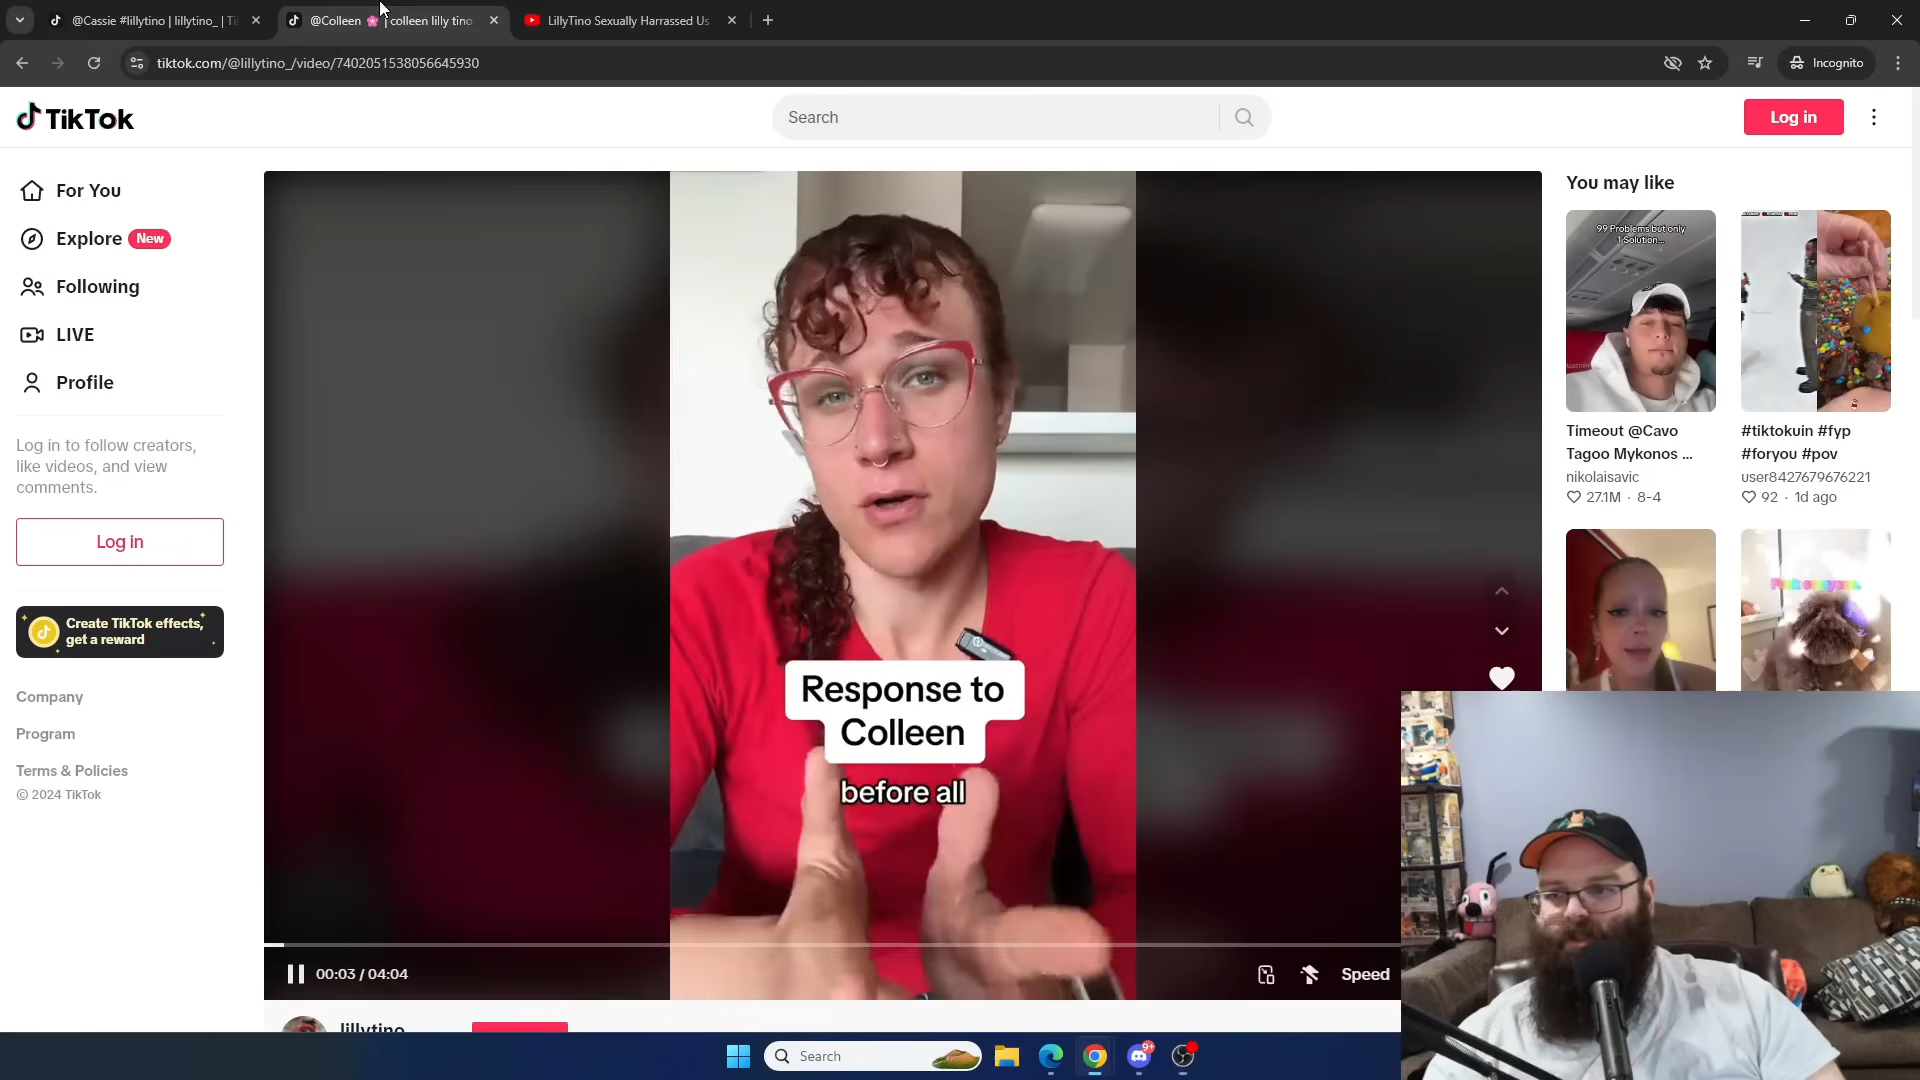 @Cassie #lillytino | lillytino_ | Ti
@Colleen 🌸 | colleen lilly tino
LillyTino Sexually Harrassed Us
tiktok.com/@lillytino_/video/7402051538056645930
Incognito
TikTok
Search
Log in
For You
Explore New
Following
LIVE
Profile
Log in to follow creators,
like videos, and view
comments.
Log in
Create TikTok effects,
get a reward
Company
Program
Terms & Policies
© 2024 TikTok
Response to
Colleen
before all
00:03 / 04:04
Speed
lillytino
You may like
99 Problems but only
1 Solution...
Timeout @Cavo
Tagoo Mykonos ...
nikolaisavic
27.1M · 8-4
#tiktokuin #fyp
#foryou #pov
user8427679676221
92 · 1d ago
Search
9+